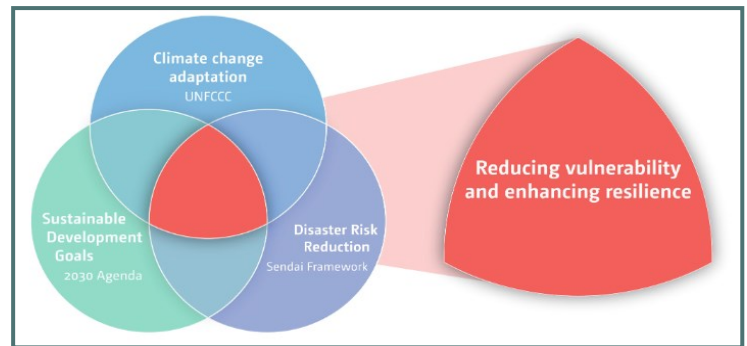 Climate change
adaptation
UNFCCC
Sustainable
Development
Goals
2030 Agenda
Disaster Risk
Reduction
Sendai Framework
Reducing vulnerability
and enhancing resilience